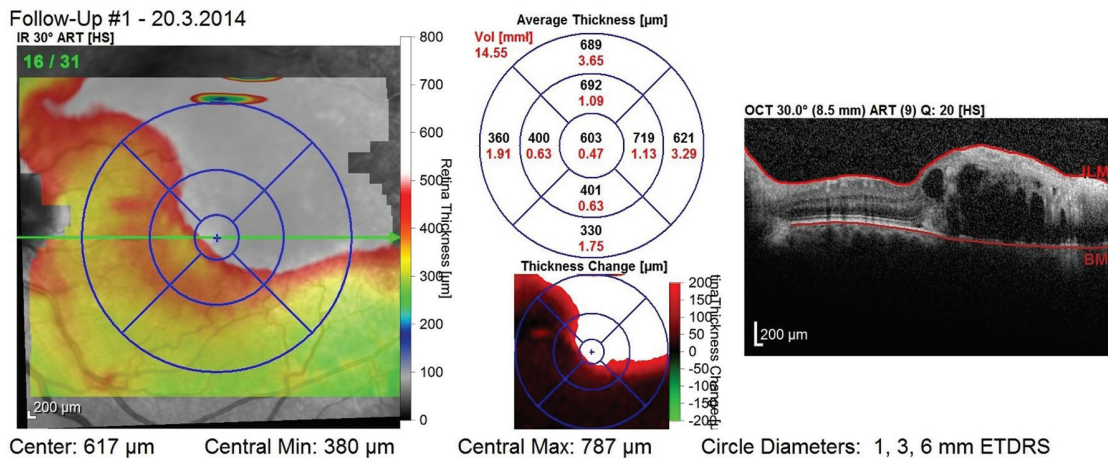 Follow-Up #1 - 20.3.2014
IR 30° ART [HS]
16 / 31
200 µm
800
700
600
500
400
300
200
100
0
Retina Thickness [µm]
Average Thickness [µm]
Vol [mmł]
14.55
689
3.65
692
1.09
360
1.91
400
0.63
603
0.47
719
1.13
621
3.29
401
0.63
330
1.75
Thickness Change [µm]
200
150
100
50
0
-50
-100
-150
-200
tina Thickness Changed
OCT 30.0° (8.5 mm) ART (9) Q: 20 [HS]
ILM
BM
200 µm
Center: 617 µm Central Min: 380 µm Central Max: 787 µm Circle Diameters: 1, 3, 6 mm ETDRS